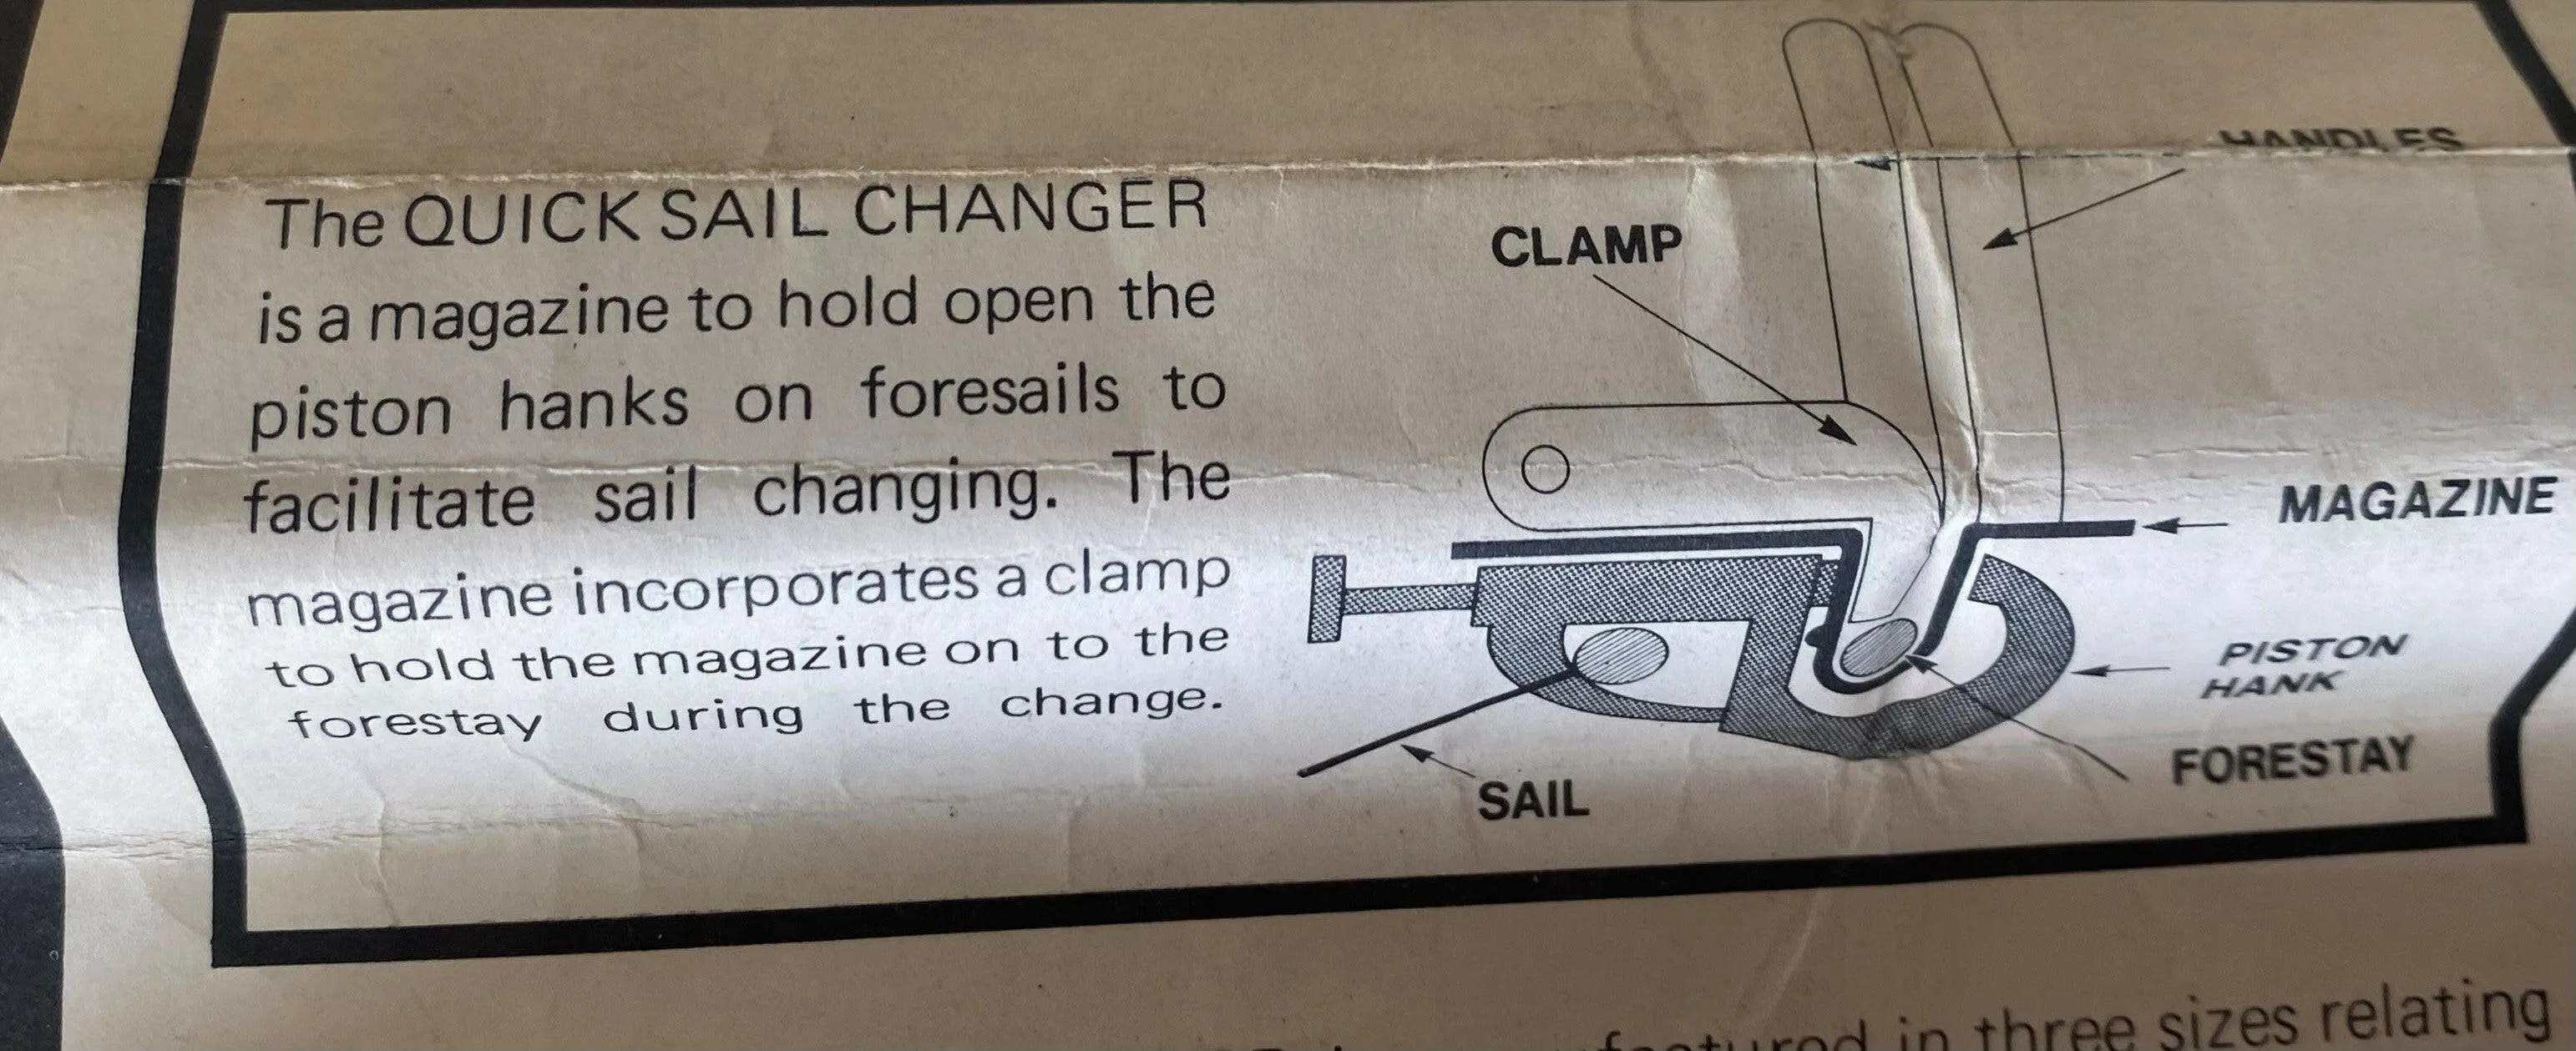 The QUICK SAIL CHANGER
is a magazine to hold open the
piston hanks on foresails to
facilitate sail changing. The
magazine incorporates a clamp
to hold the magazine on to the
forestay during the change.
HANDLES
CLAMP
MAGAZINE
PISTON
HANK
FORESTAY
SAIL
in three sizes relating